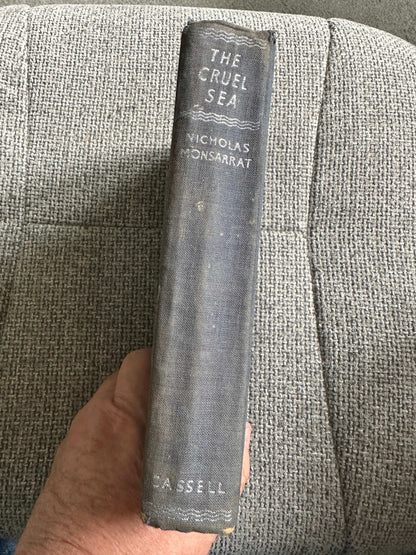 THE
CRUEL
SEA
NICHOLAS
MONSARRAT
CASSELL